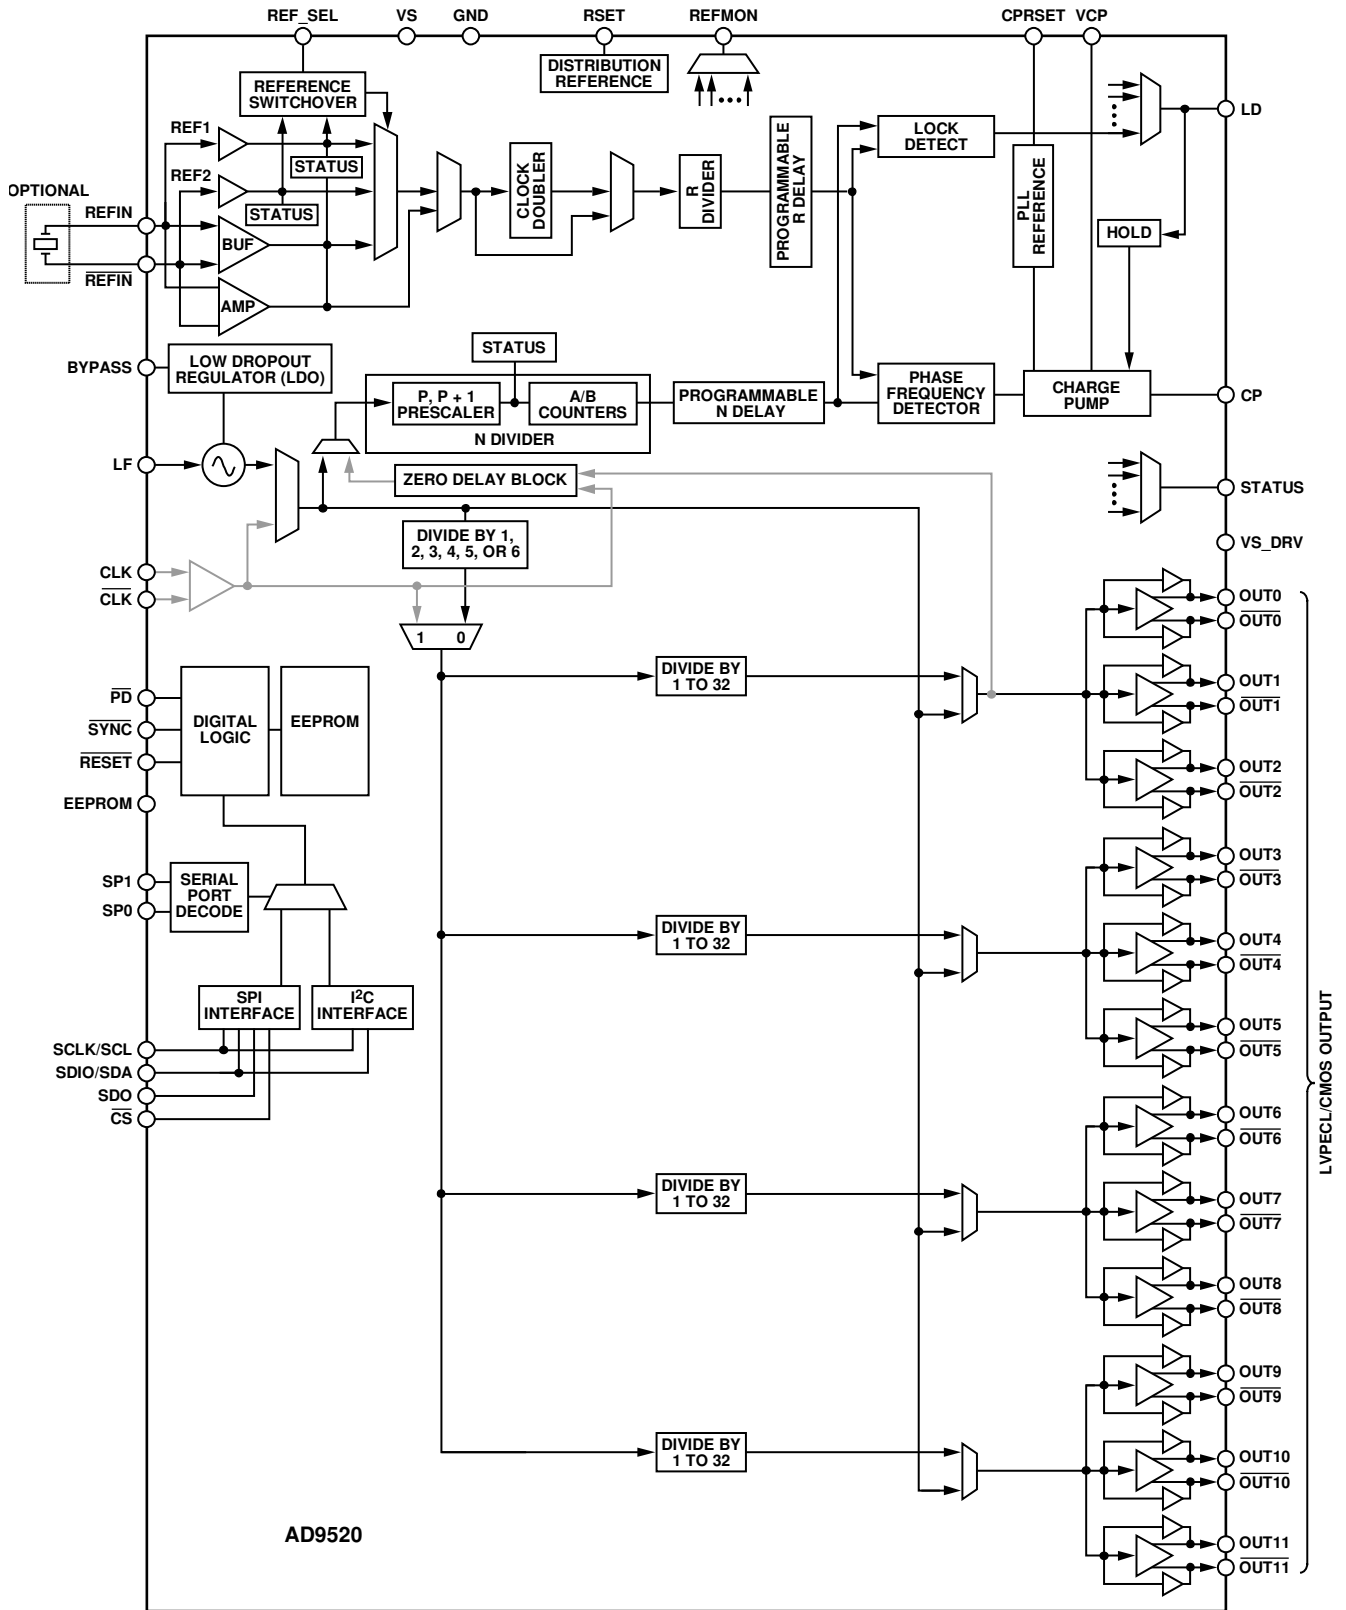 REF_SEL
VS
GND
RSET
REFMON
CPRSET
VCP
DISTRIBUTION
REFERENCE
REFERENCE
SWITCHOVER
LD
REF1
STATUS
REF2
STATUS
BUF
AMP
OPTIONAL
REFIN
REFIN
CLOCK
DOUBLER
R
DIVIDER
PROGRAMMABLE
R DELAY
LOCK
DETECT
PLL
REFERENCE
HOLD
BYPASS
LOW DROPOUT
REGULATOR (LDO)
STATUS
P, P + 1
PRESCALER
A/B
COUNTERS
N DIVIDER
PROGRAMMABLE
N DELAY
PHASE
FREQUENCY
DETECTOR
CHARGE
PUMP
CP
LF
ZERO DELAY BLOCK
STATUS
DIVIDE BY 1,
2, 3, 4, 5, OR 6
VS_DRV
CLK
CLK
1 0
OUT0
OUT0
DIVIDE BY
1 TO 32
OUT1
OUT1
OUT2
OUT2
PD
SYNC
RESET
EEPROM
DIGITAL
LOGIC
EEPROM
SP1
SP0
SERIAL
PORT
DECODE
OUT3
OUT3
DIVIDE BY
1 TO 32
OUT4
OUT4
OUT5
OUT5
SPI
INTERFACE
I²C
INTERFACE
SCLK/SCL
SDIO/SDA
SDO
CS
LVPECL/CMOS OUTPUT
OUT6
OUT6
DIVIDE BY
1 TO 32
OUT7
OUT7
OUT8
OUT8
OUT9
OUT9
DIVIDE BY
1 TO 32
OUT10
OUT10
OUT11
OUT11
AD9520